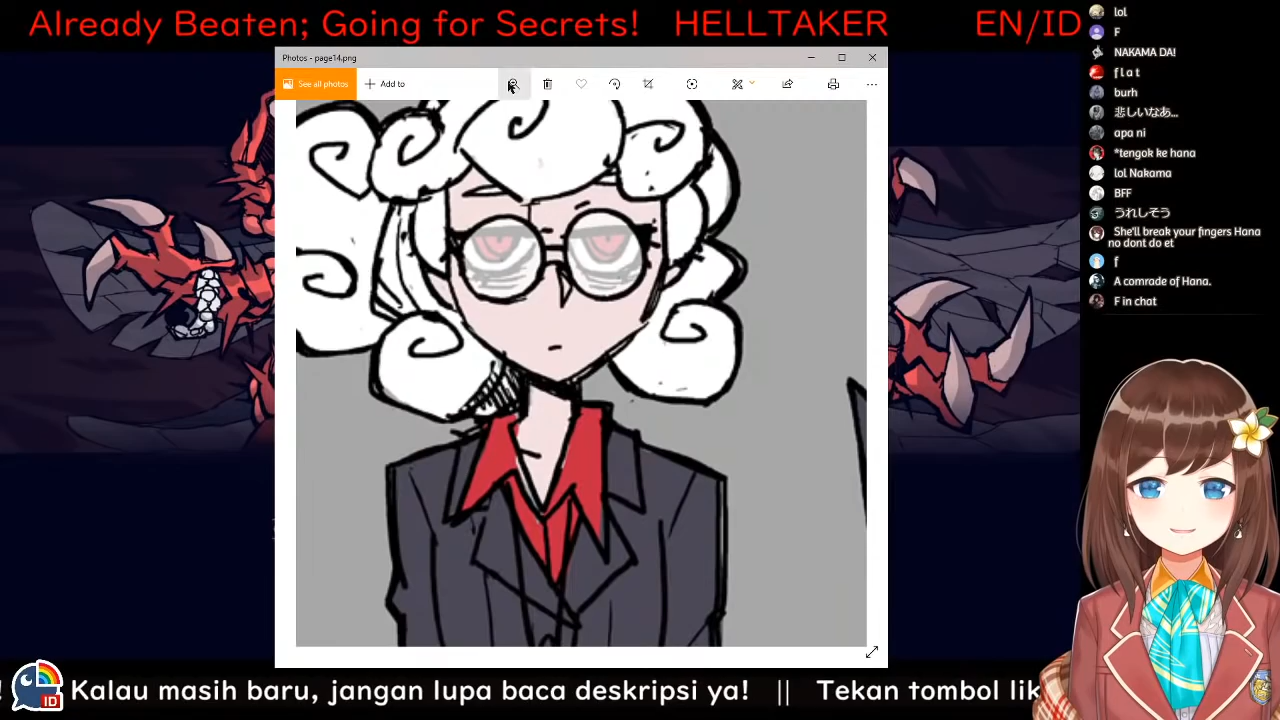 Already Beaten; Going for Secrets! HELLTAKER EN/ID
Photos - page14.png
See all photos
Add to
lol
F
NAKAMA DA!
f l a t
burh
悲しいなあ...
apa ni
*tengok ke hana
lol Nakama
BFF
うれしそう
She'll break your fingers Hana
no dont do et
f
A comrade of Hana.
F in chat
ID
! Kalau masih baru, jangan lupa baca deskripsi ya! || Tekan tombol lik